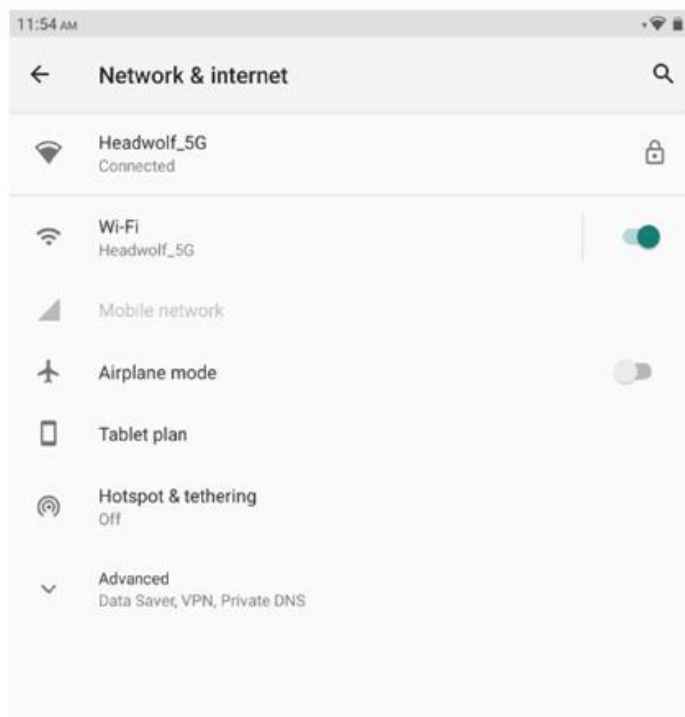 11:54 AM
Network & internet
Headwolf_5G
Connected
Wi-Fi
Headwolf_5G
Mobile network
Airplane mode
Tablet plan
Hotspot & tethering
Off
Advanced
Data Saver, VPN, Private DNS